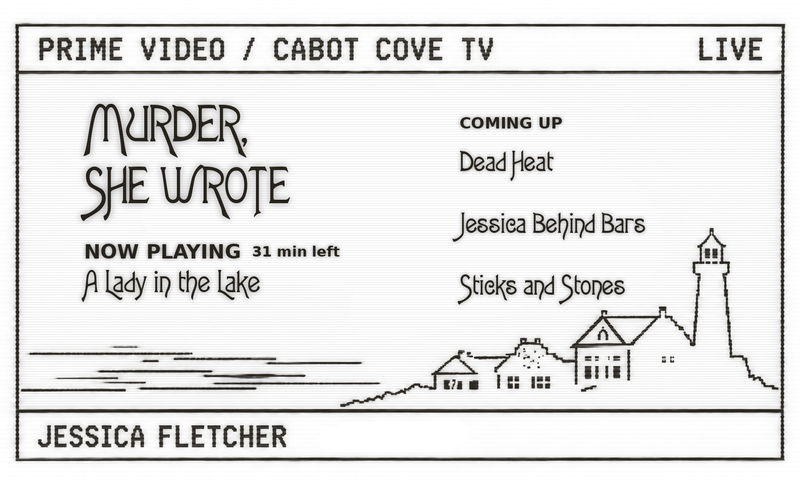 PRIME VIDEO / CABOT COVE TV
LIVE
MURDER,
SHE WROTE
NOW PLAYING 31 min left
A Lady in the Lake
COMING UP
Dead Heat
Jessica Behind Bars
Sticks and Stones
JESSICA FLETCHER